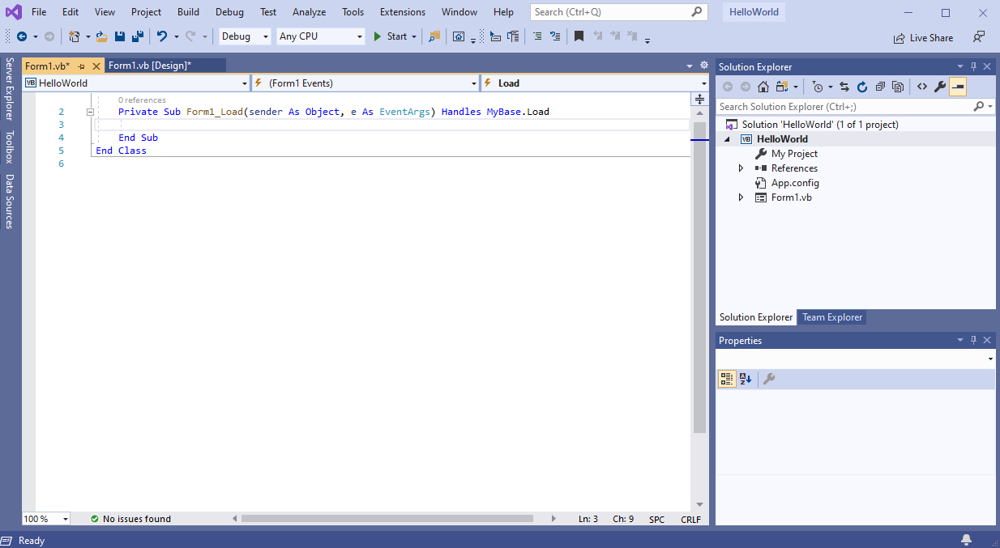 File Edit View Project Build Debug Test Analyze Tools Extensions Window Help Search (Ctrl+Q) HelloWorld
Debug Any CPU Start Live Share
Server Explorer
Toolbox
Data Sources
Form1.vb* Form1.vb [Design]*
VB HelloWorld (Form1 Events) Load
0 references
2 Private Sub Form1_Load(sender As Object, e As EventArgs) Handles MyBase.Load
3
4 End Sub
5 End Class
6
100 % No issues found Ln: 3 Ch: 9 SPC CRLF
Solution Explorer
Search Solution Explorer (Ctrl+;)
Solution 'HelloWorld' (1 of 1 project)
VB HelloWorld
My Project
References
App.config
Form1.vb
Solution Explorer Team Explorer
Properties
Ready